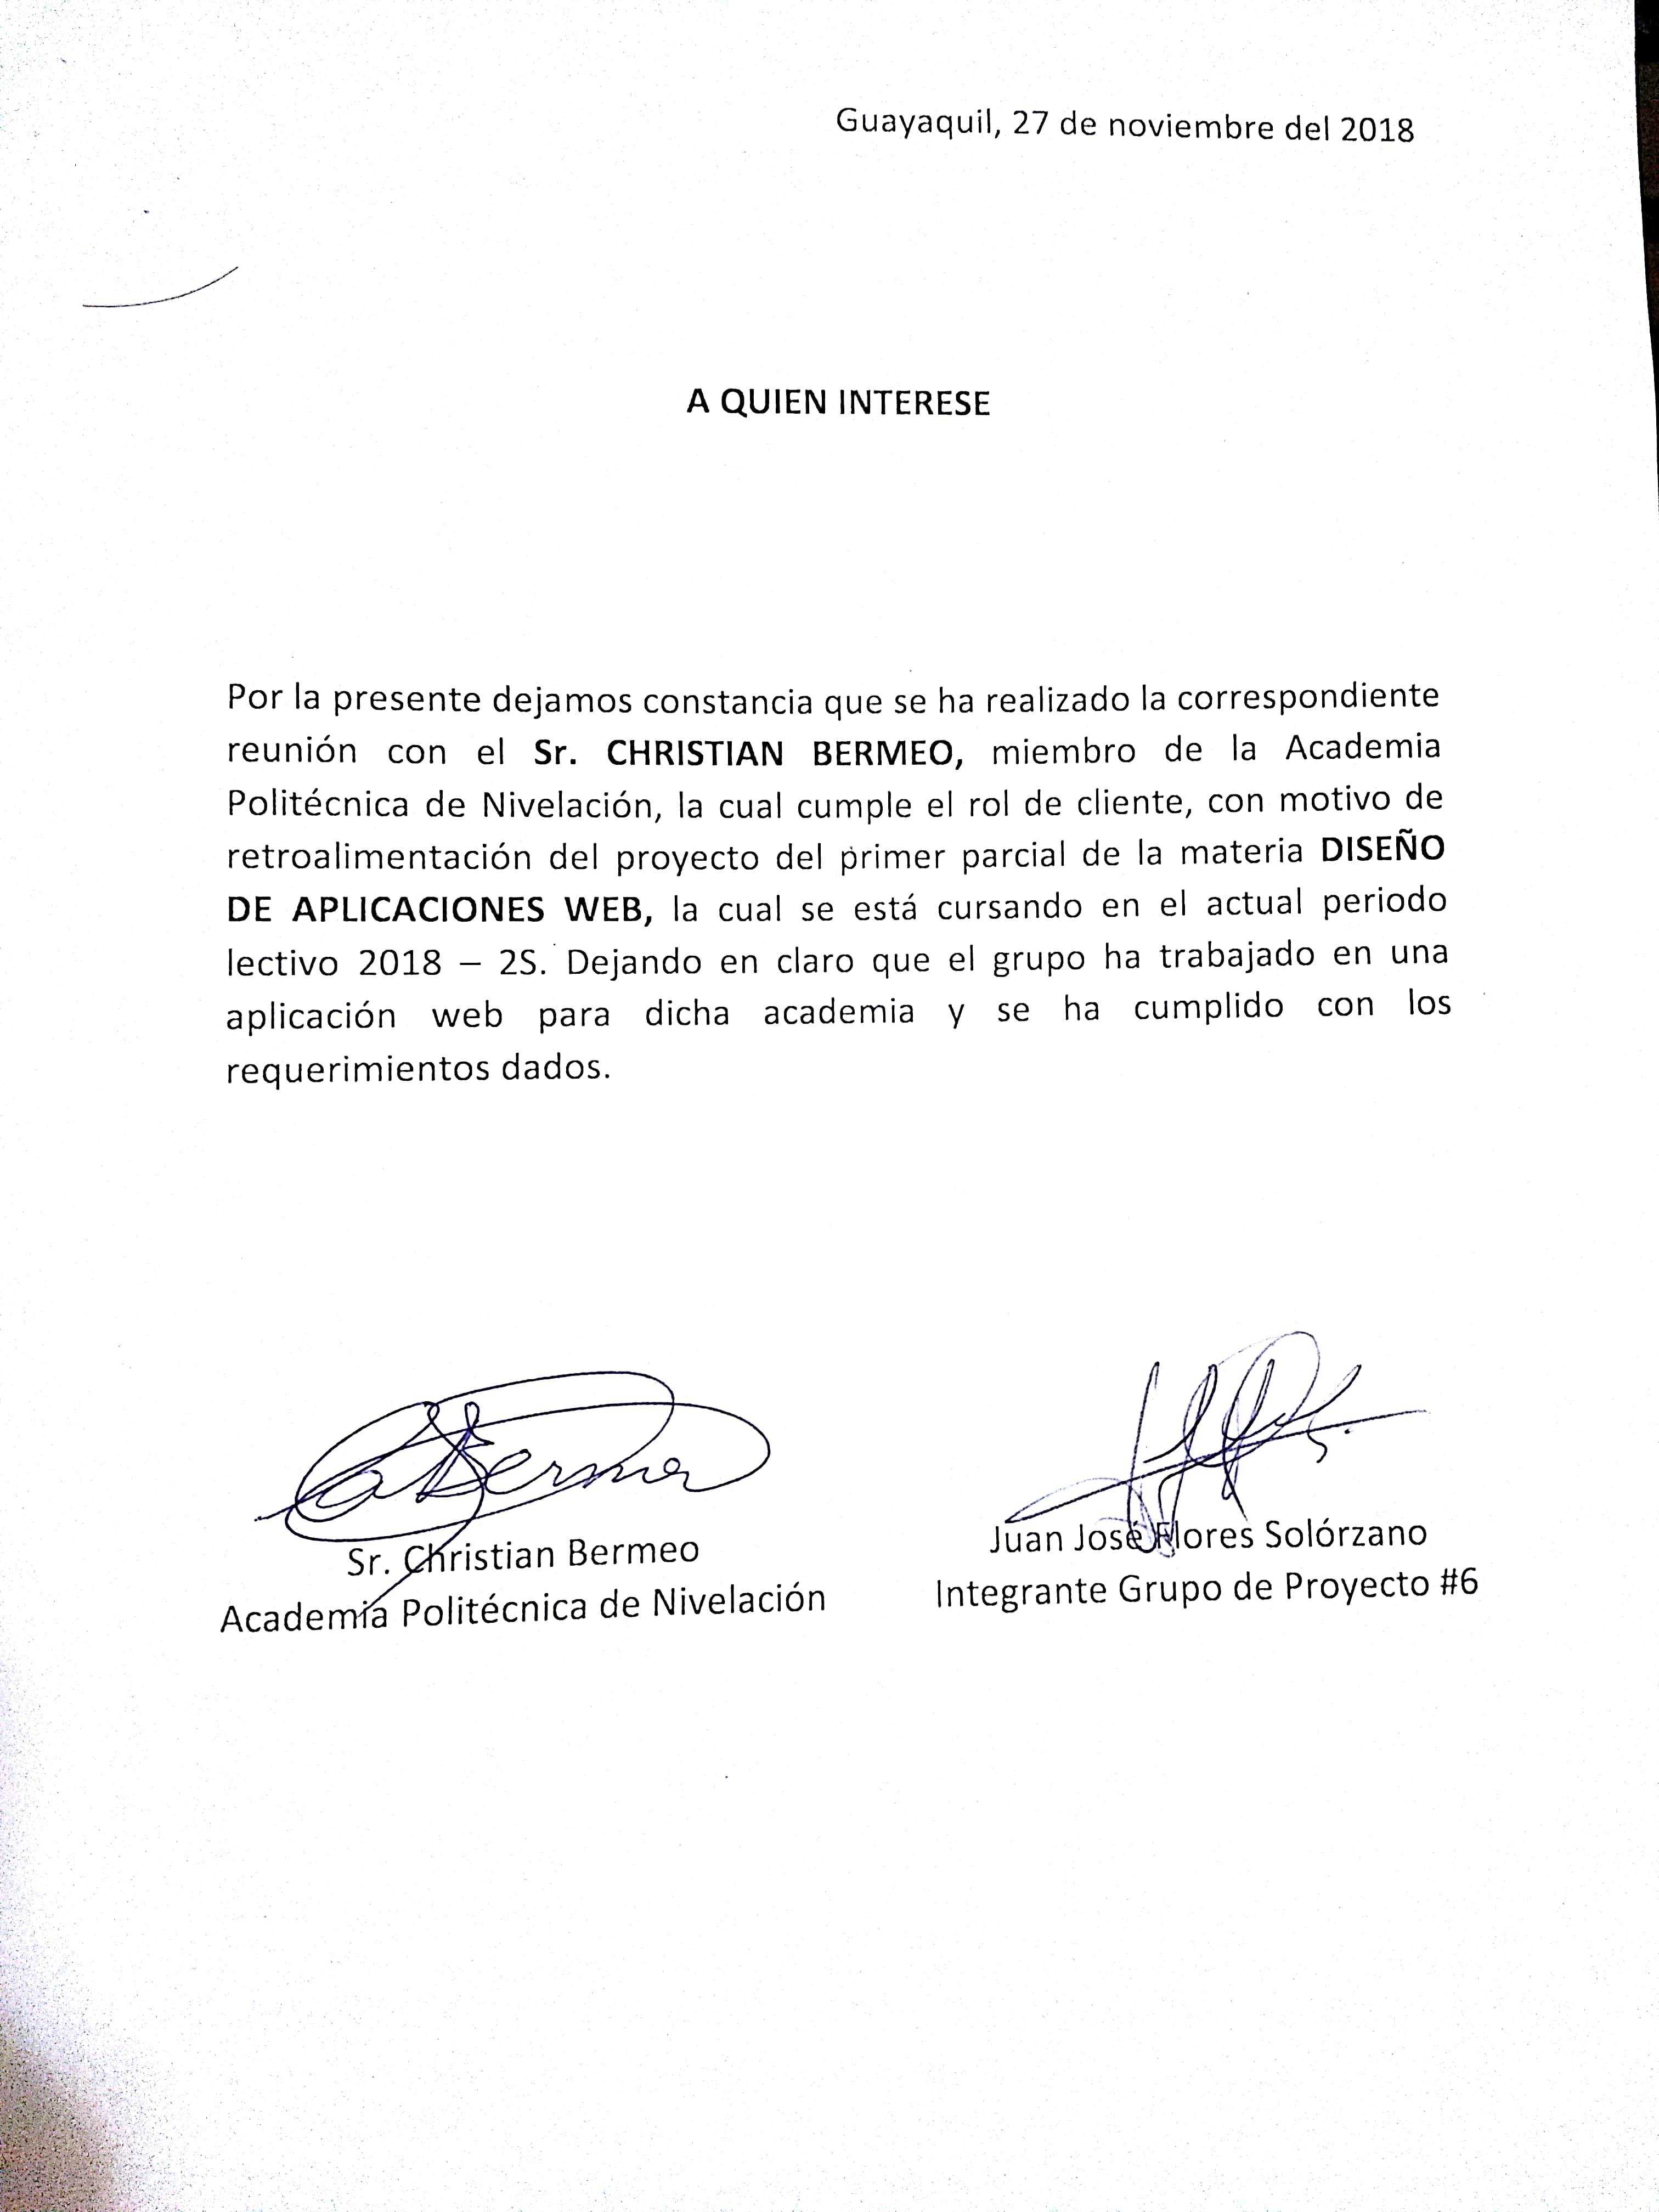 Guayaquil, 27 de noviembre del 2018
A QUIEN INTERESE
Por la presente dejamos constancia que se ha realizado la correspondiente
reunión con el Sr. CHRISTIAN BERMEO, miembro de la Academia
Politécnica de Nivelación, la cual cumple el rol de cliente, con motivo de
retroalimentación del proyecto del primer parcial de la materia DISEÑO
DE APLICACIONES WEB, la cual se está cursando en el actual periodo
lectivo 2018 – 2S. Dejando en claro que el grupo ha trabajado en una
aplicación web para dicha academia y se ha cumplido con los
requerimientos dados.
Sr. Christian Bermeo
Academia Politécnica de Nivelación
Juan José Flores Solórzano
Integrante Grupo de Proyecto #6